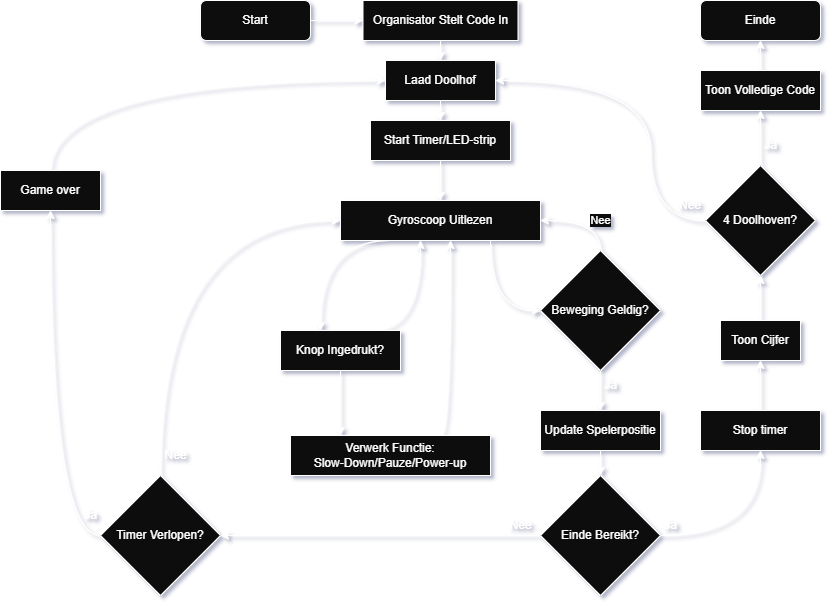 Start
Organisator Stelt Code In
Einde
Laad Doolhof
Toon Volledige Code
Start Timer/LED-strip
Ja
Game over
Nee
Gyroscoop Uitlezen
Nee
4 Doolhoven?
Beweging Geldig?
Knop Ingedrukt?
Toon Cijfer
Ja
Update Spelerpositie
Stop timer
Verwerk Functie:
Slow-Down/Pauze/Power-up
Nee
Ja
Nee
Ja
Timer Verlopen?
Einde Bereikt?